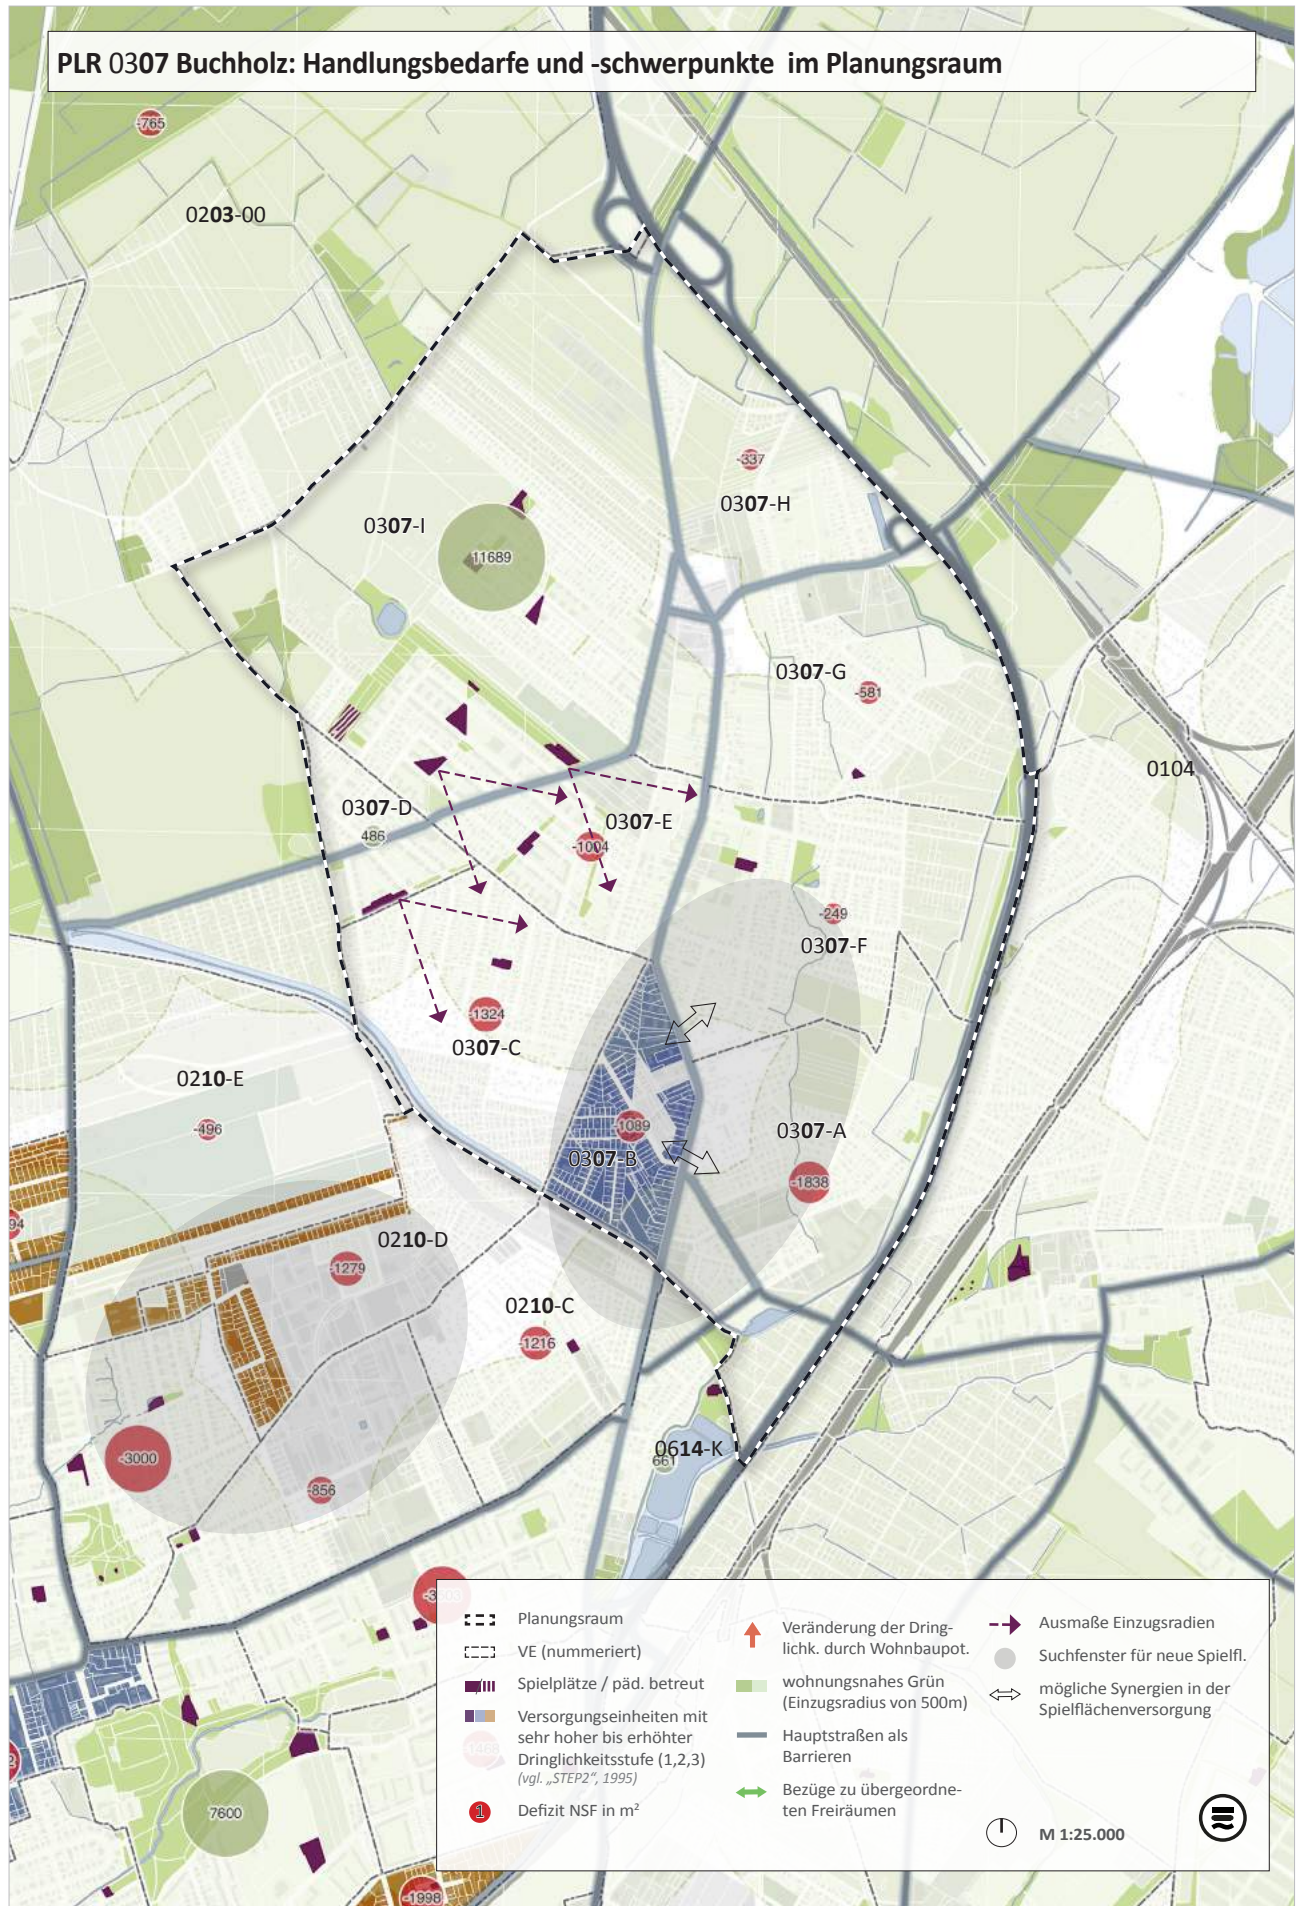 PLR 0307 Buchholz: Handlungsbedarfe und -schwerpunkte im Planungsraum
-765
0203-00
-337
0307-H
0307-I
11689
0307-G
-581
0104
0307-D
486
0307-E
-1004
-249
0307-F
-1324
0307-C
0210-E
-496
-1089
0307-B
0307-A
-1838
94
0210-D
-1279
0210-C
-1216
-3000
-856
0614-K
661
7600
-1998
Planungsraum
VE (nummeriert)
Spielplätze / päd. betreut
Versorgungseinheiten mit
sehr hoher bis erhöhter
Dringlichkeitsstufe (1,2,3)
(vgl. „STEP2“, 1995)
1
Defizit NSF in m²
Veränderung der Dring-
lichk. durch Wohnbaupot.
wohnungsnahes Grün
(Einzugsradius von 500m)
Hauptstraßen als
Barrieren
Bezüge zu übergeordne-
ten Freiräumen
Ausmaße Einzugsradien
Suchfenster für neue Spielfl.
mögliche Synergien in der
Spielflächenversorgung
M 1:25.000